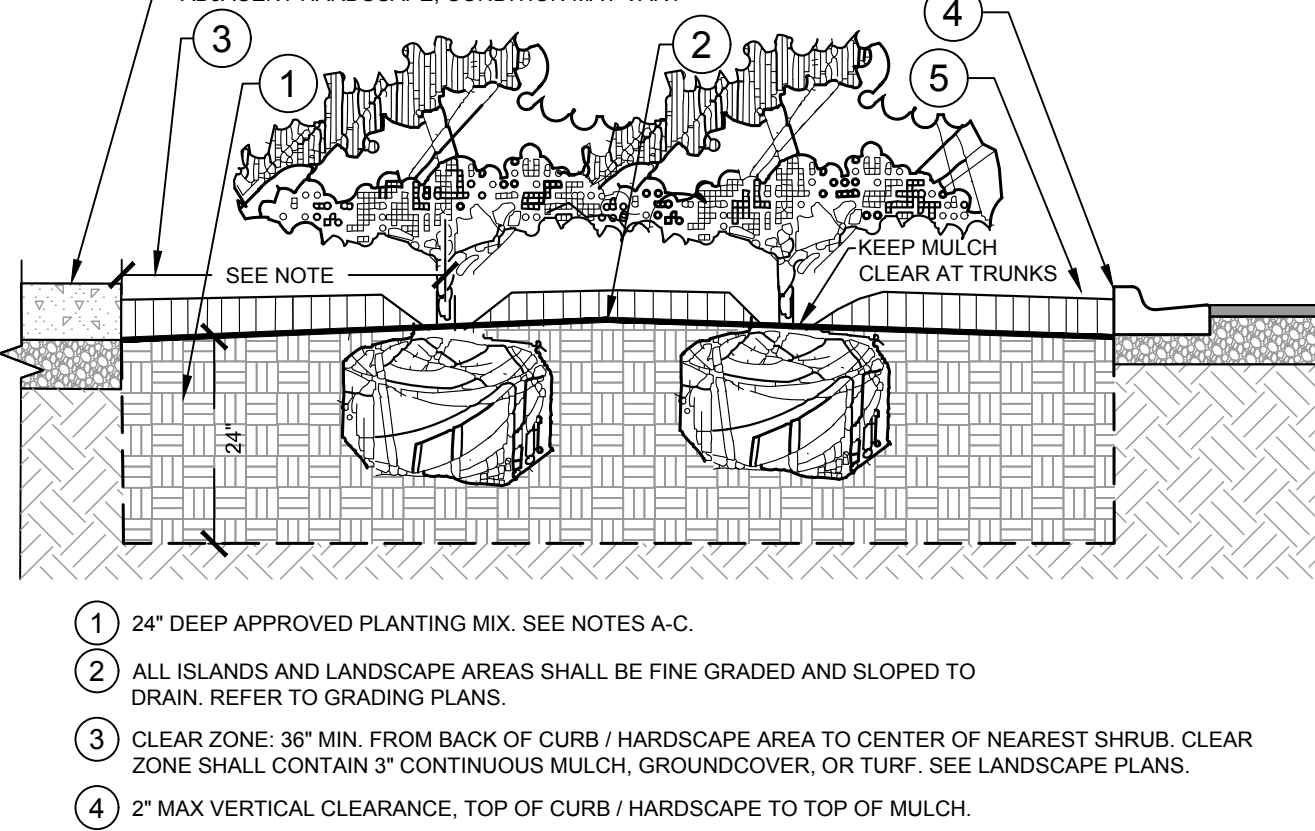 ADJACENT HARDSCAPE, CONDITION MAY VARY
3
4
2
1
5
SEE NOTE
KEEP MULCH
CLEAR AT TRUNKS
24"
1 24" DEEP APPROVED PLANTING MIX. SEE NOTES A-C.
2 ALL ISLANDS AND LANDSCAPE AREAS SHALL BE FINE GRADED AND SLOPED TO
DRAIN. REFER TO GRADING PLANS.
3 CLEAR ZONE: 36" MIN. FROM BACK OF CURB / HARDSCAPE AREA TO CENTER OF NEAREST SHRUB. CLEAR
ZONE SHALL CONTAIN 3" CONTINUOUS MULCH, GROUNDCOVER, OR TURF. SEE LANDSCAPE PLANS.
4 2" MAX VERTICAL CLEARANCE, TOP OF CURB / HARDSCAPE TO TOP OF MULCH.